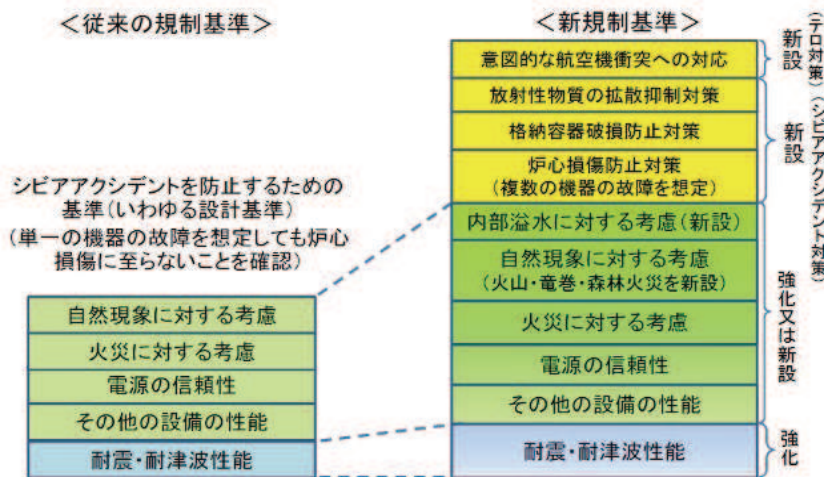 <従来の規制基準>
シビアアクシデントを防止するための
基準(いわゆる設計基準)
(単一の機器の故障を想定しても炉心
損傷に至らないことを確認)
自然現象に対する考慮
火災に対する考慮
電源の信頼性
その他の設備の性能
耐震・耐津波性能
<新規制基準>
意図的な航空機衝突への対応
放射性物質の拡散抑制対策
格納容器破損防止対策
炉心損傷防止対策
(複数の機器の故障を想定)
内部溢水に対する考慮(新設)
自然現象に対する考慮
(火山・竜巻・森林火災を新設)
火災に対する考慮
電源の信頼性
その他の設備の性能
耐震・耐津波性能
新設
(テロ対策)
新設
(シビアアクシデント対策)
強化又は新設
強化